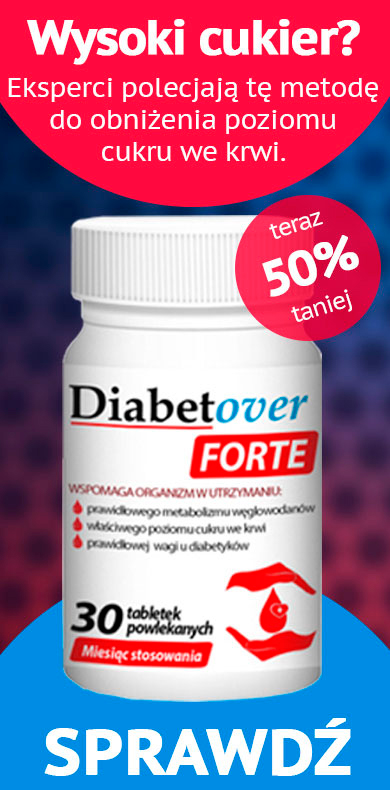 Wysoki cukier?
Eksperci polecjają tę metodę
do obniżenia poziomu
cukru we krwi.
teraz
50%
taniej
Diabetover
FORTE
WSPOMAGA ORGANIZM W UTRZYMANIU:
prawidłowego metabolizmu węglowodanów
właściwego poziomu cukru we krwi
prawidłowej wagi u diabetyków
30 tabletek
powlekanych
Miesiąc stosowania
SPRAWDŹ